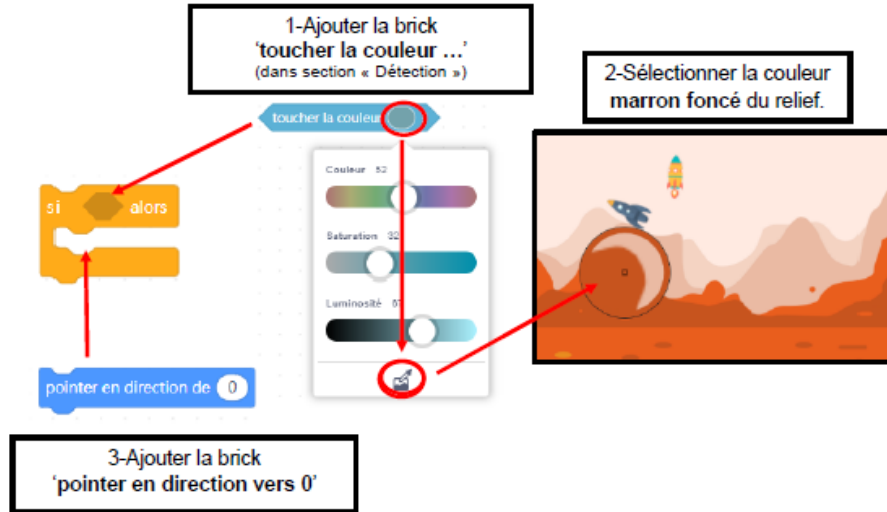 1-Ajouter la brick
‘toucher la couleur …’
(dans section « Détection »)
2-Sélectionner la couleur
marron foncé du relief.
toucher la couleur
Couleur 52
si alors
Saturation 32
Luminosité
pointer en direction de 0
3-Ajouter la brick
‘pointer en direction vers 0’